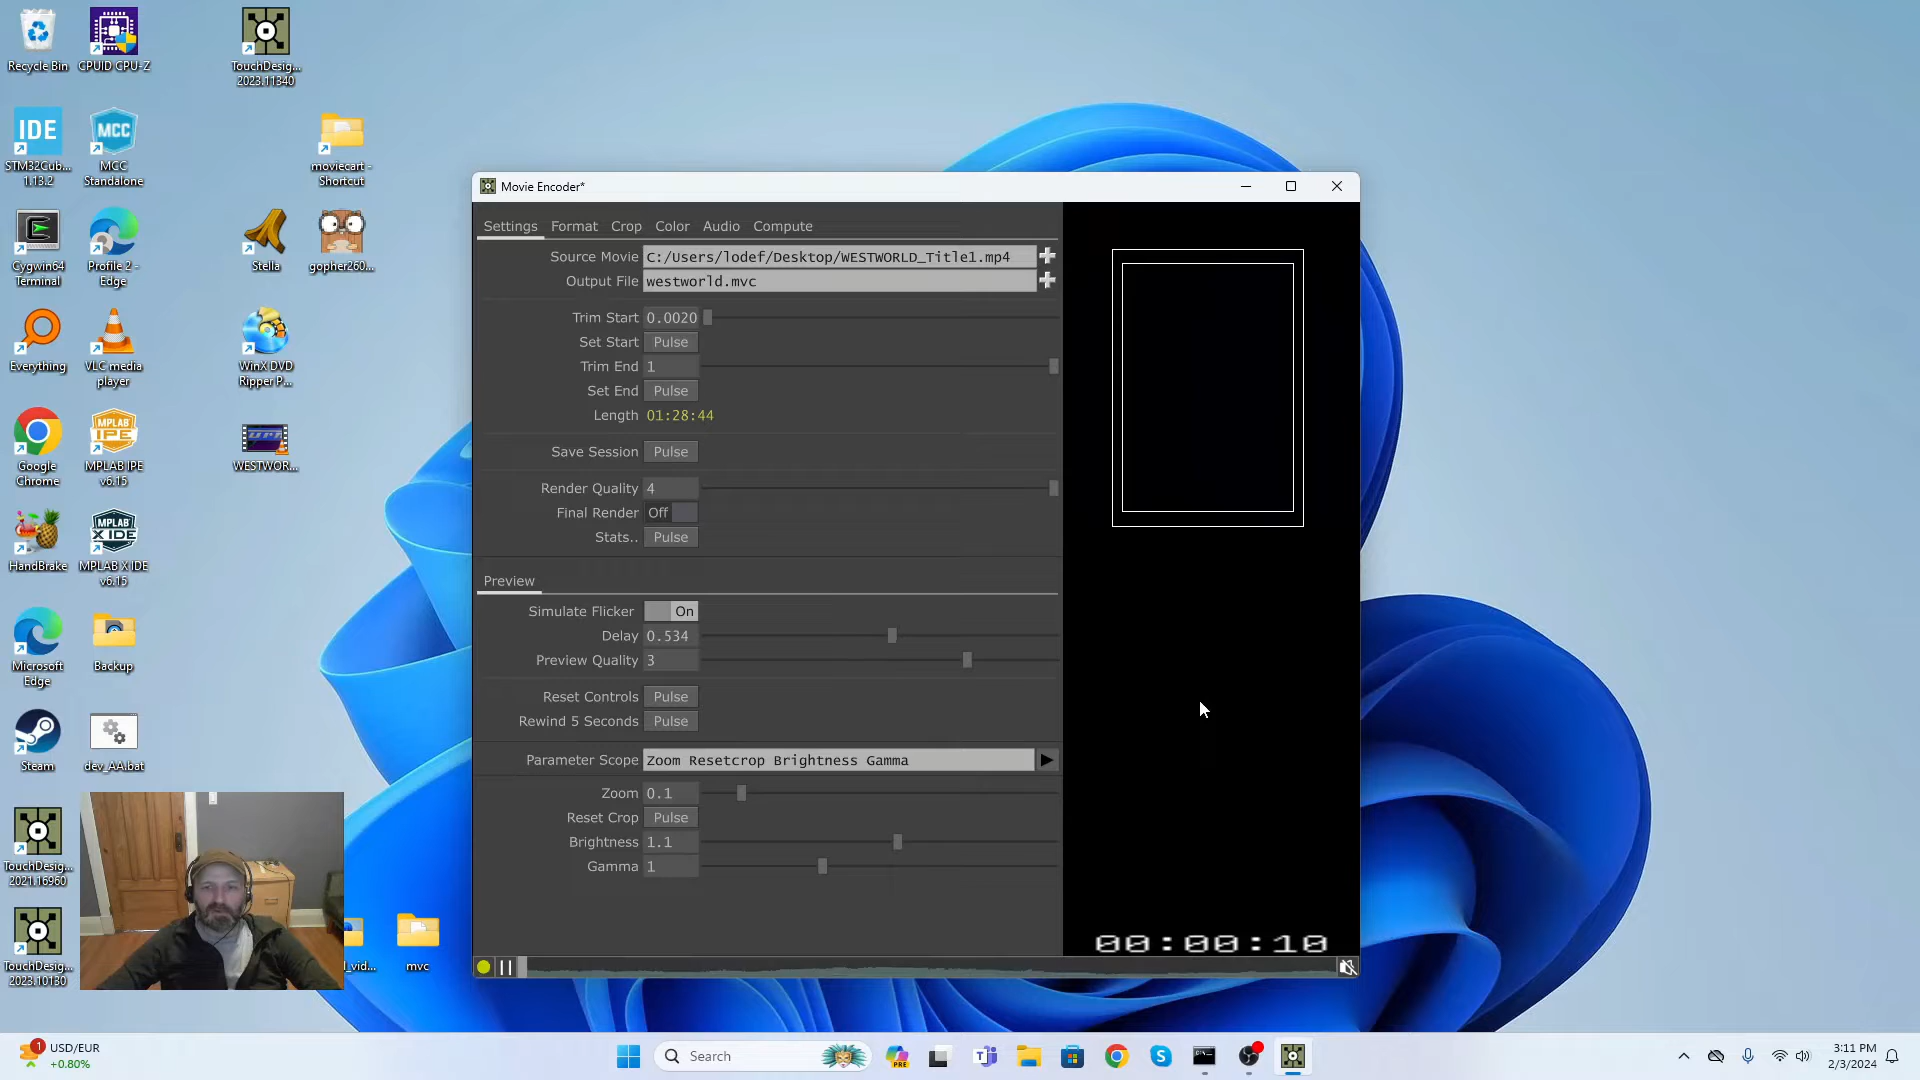 Recycle Bin
CPUID CPU-Z
TouchDesig...
2023.11340
IDE
STM32Cub...
1.13.2
MCC
MCC
Standalone
moviecart -
Shortcut
Cygwin64
Terminal
Profile 2 -
Edge
Stella
gopher260...
Everything
VLC media
player
WinX DVD
Ripper P...
Google
Chrome
MPLAB
IPE
MPLAB IPE
v6.15
WESTWOR...
HandBrake
MPLAB
X IDE
MPLAB X IDE
v6.15
Microsoft
Edge
Backup
Steam
dev_AA.bat
TouchDesig...
2021.16960
TouchDesig...
2023.10130
l_vid...
mvc
Movie Encoder*
Settings Format Crop Color Audio Compute
Source Movie C:/Users/lodef/Desktop/WESTWORLD_Title1.mp4
Output File westworld.mvc
Trim Start 0.0020
Set Start Pulse
Trim End 1
Set End Pulse
Length 01:28:44
Save Session Pulse
Render Quality 4
Final Render Off
Stats.. Pulse
Preview
Simulate Flicker On
Delay 0.534
Preview Quality 3
Reset Controls Pulse
Rewind 5 Seconds Pulse
Parameter Scope Zoom Resetcrop Brightness Gamma
Zoom 0.1
Reset Crop Pulse
Brightness 1.1
Gamma 1
00:00:10
1
USD/EUR
+0.80%
Search
PRE
3:11 PM
2/3/2024